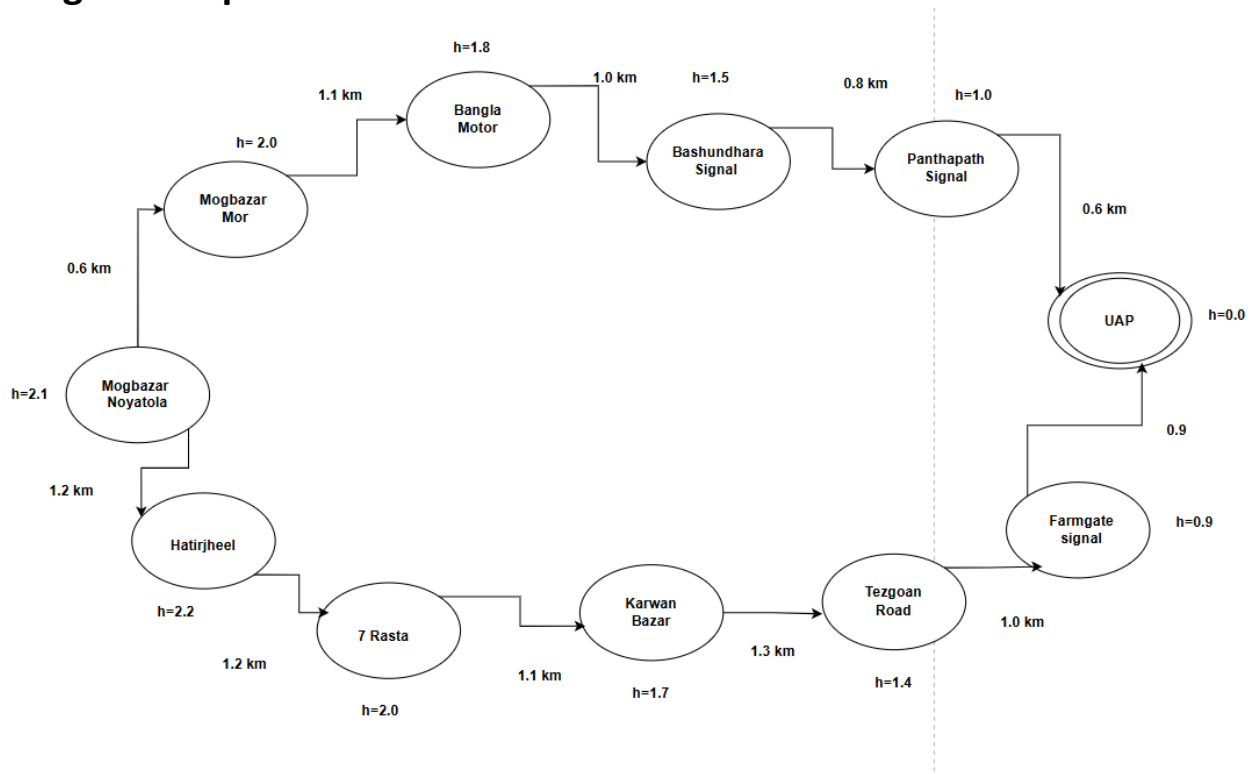 h=1.8
1.0 km
h=1.5
0.8 km
h=1.0
1.1 km
Bangla
Motor
h= 2.0
Bashundhara
Signal
Panthapath
Signal
Mogbazar
Mor
0.6 km
0.6 km
UAP
h=0.0
h=2.1
Mogbazar
Noyatola
0.9
1.2 km
Hatirjheel
Farmgate
signal
h=0.9
h=2.2
7 Rasta
Karwan
Bazar
Tezgoan
Road
1.0 km
1.2 km
1.1 km
1.3 km
h=2.0
h=1.7
h=1.4